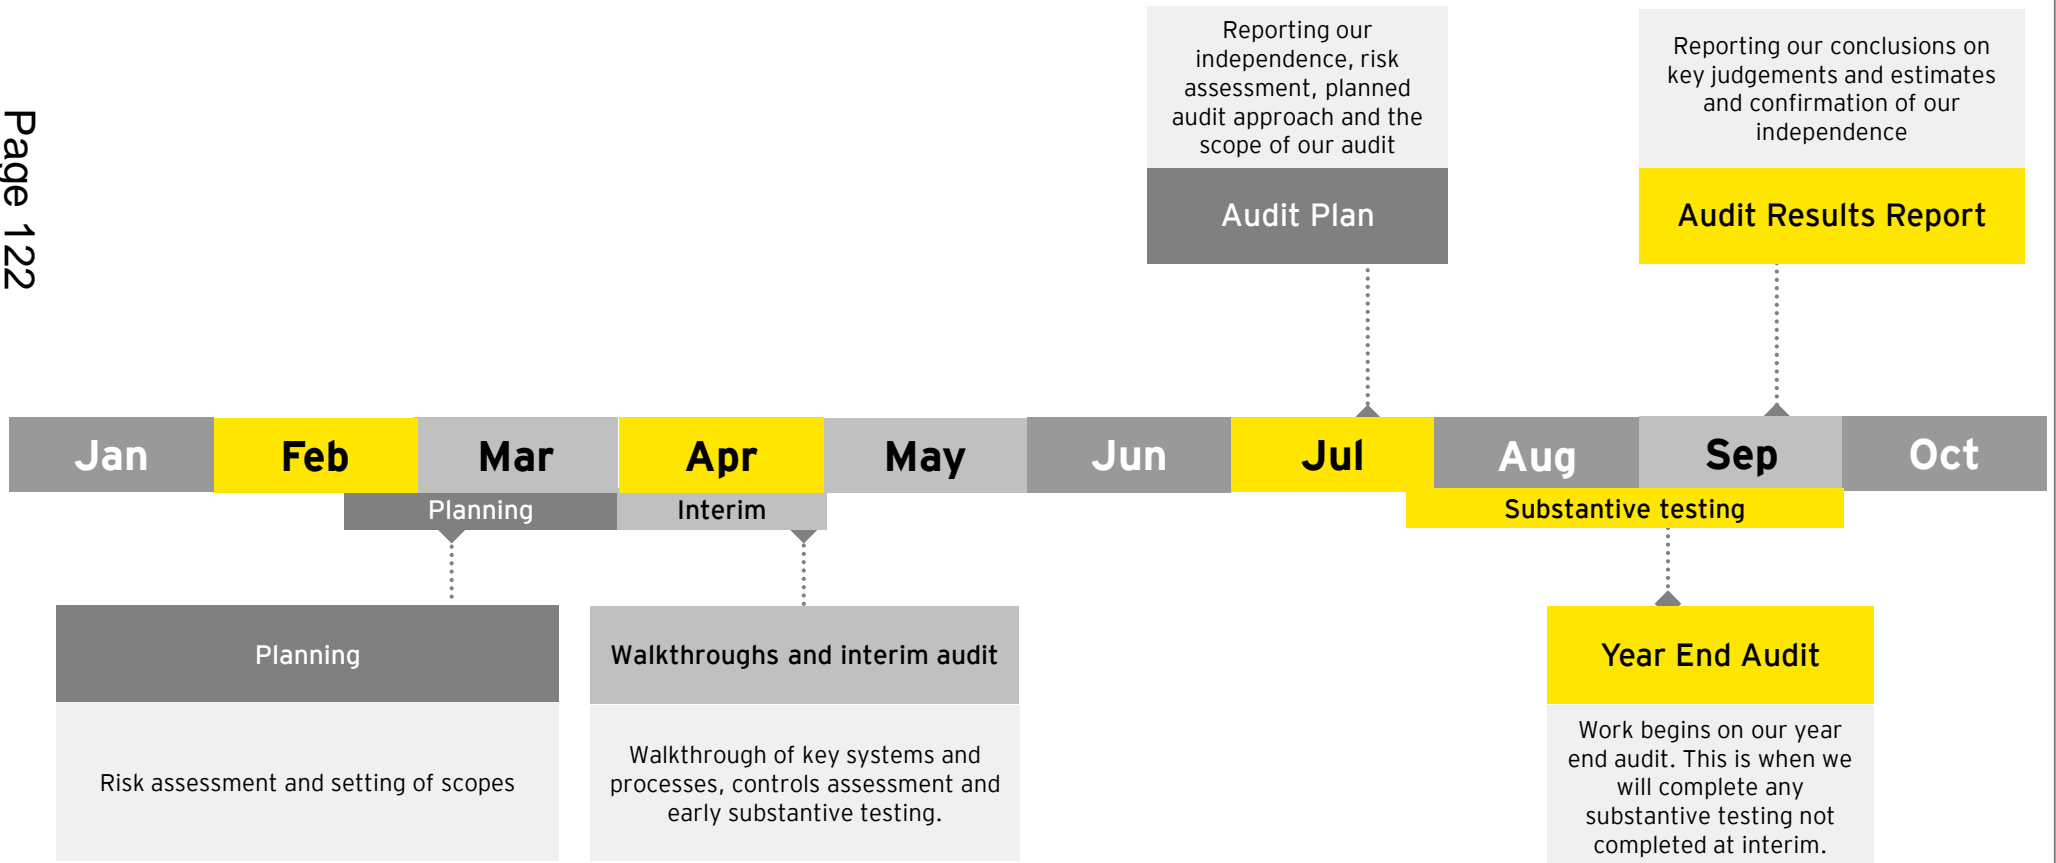 Page 122
Reporting our
independence, risk
assessment, planned
audit approach and the
scope of our audit
Audit Plan
Reporting our conclusions on
key judgements and estimates
and confirmation of our
independence
Audit Results Report
Jan
Feb
Mar
Apr
May
Jun
Jul
Aug
Sep
Oct
Planning
Interim
Substantive testing
Planning
Risk assessment and setting of scopes
Walkthroughs and interim audit
Walkthrough of key systems and
processes, controls assessment and
early substantive testing.
Year End Audit
Work begins on our year
end audit. This is when we
will complete any
substantive testing not
completed at interim.